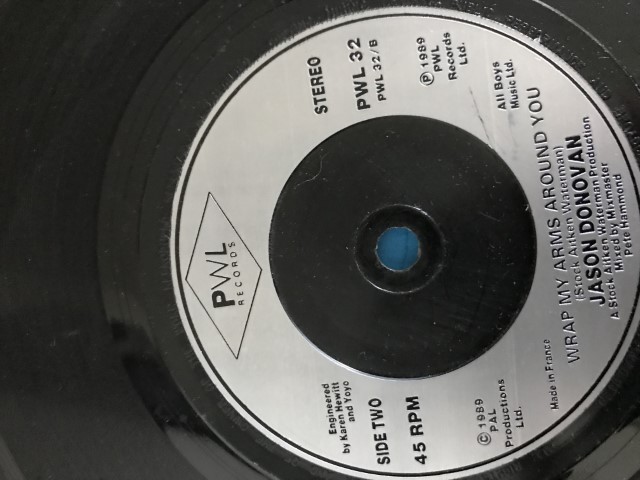 PWL
RECORDS
STEREO
PWL 32
PWL 32/B
Ⓟ 1989
PWL
Records
Ltd.
All Boys
Music Ltd.
Engineered
by Karen Hewitt
and Yoyo
SIDE TWO
45 RPM
© 1989
PAL
Productions
Ltd.
Made in France
WRAP MY ARMS AROUND YOU
(Stock Aitken Waterman)
JASON DONOVAN
A Stock Aitken Waterman Production
Mixed by Mixmaster
Pete Hammond